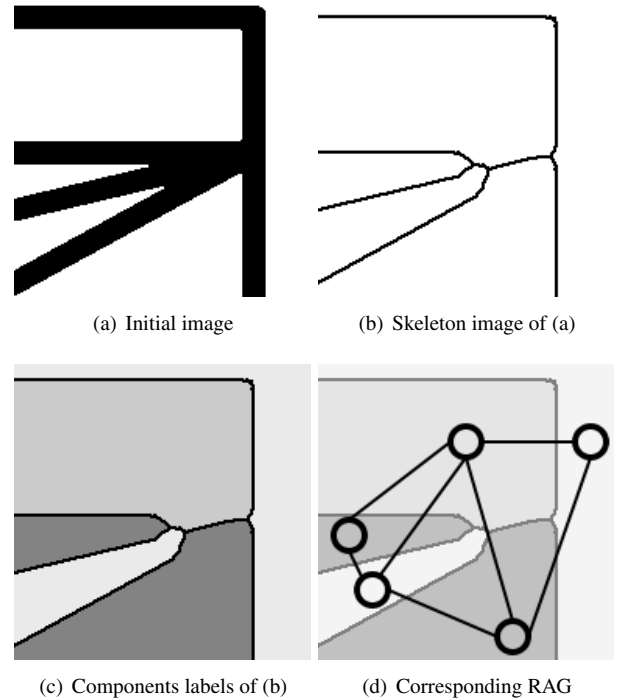 (a) Initial image
(b) Skeleton image of (a)
(c) Components labels of (b)
(d) Corresponding RAG